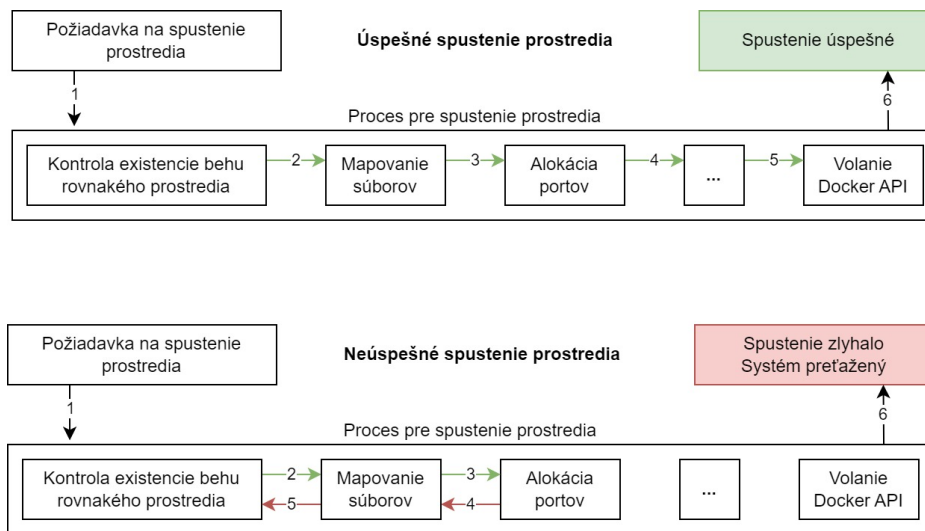 Požiadavka na spustenie
prostredia
Úspešné spustenie prostredia
Spustenie úspešné
1
6
Proces pre spustenie prostredia
Kontrola existencie behu
rovnakého prostredia
2
Mapovanie
súborov
3
Alokácia
portov
4
...
5
Volanie
Docker API
Požiadavka na spustenie
prostredia
Neúspešné spustenie prostredia
Spustenie zlyhalo
Systém preťažený
1
6
Proces pre spustenie prostredia
Kontrola existencie behu
rovnakého prostredia
2
5
Mapovanie
súborov
3
4
Alokácia
portov
...
Volanie
Docker API